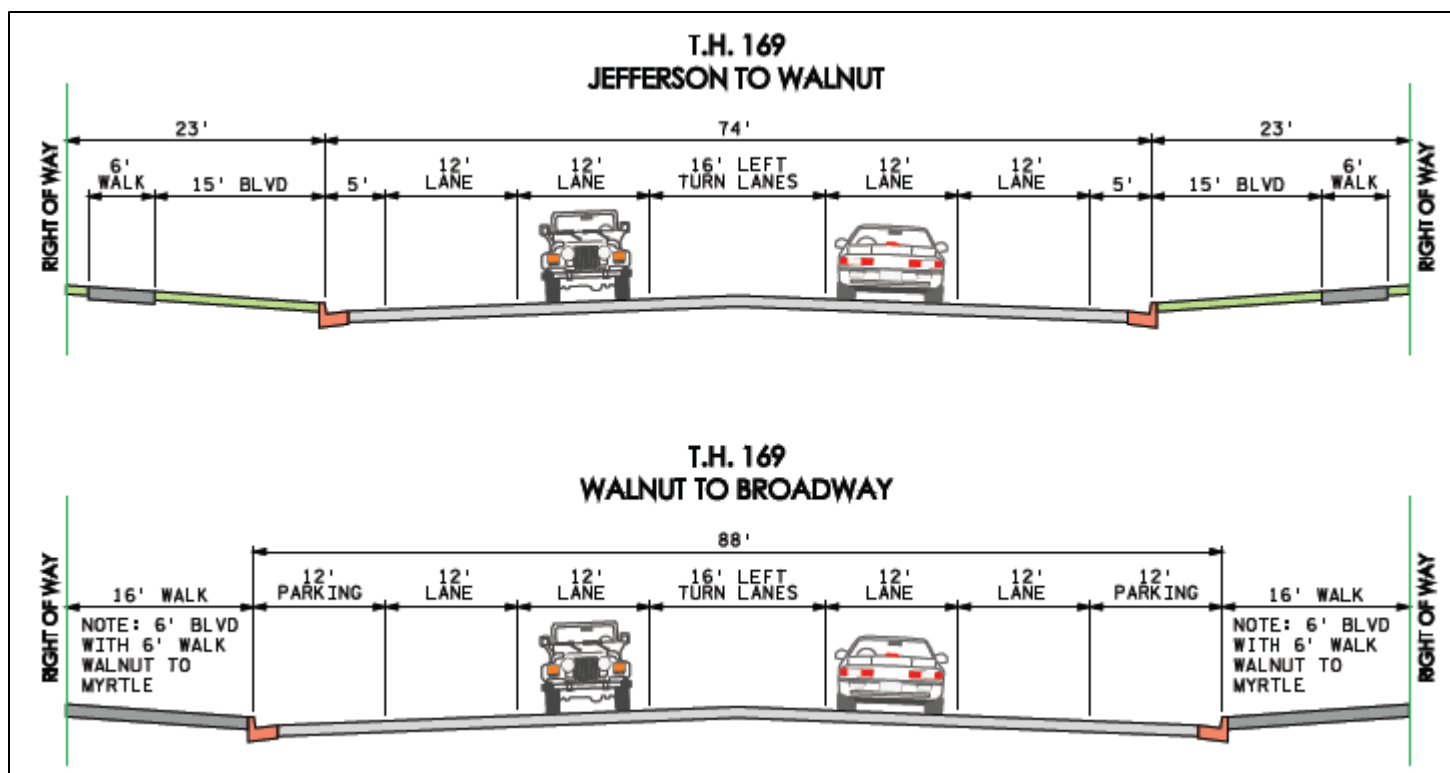 T.H. 169
JEFFERSON TO WALNUT
23' 74' 23'
6' WALK
15' BLVD
5'
12' LANE
12' LANE
16' LEFT TURN LANES
12' LANE
12' LANE
5'
15' BLVD
6' WALK
RIGHT OF WAY
RIGHT OF WAY
T.H. 169
WALNUT TO BROADWAY
88'
16' WALK
12' PARKING
12' LANE
12' LANE
16' LEFT TURN LANES
12' LANE
12' LANE
12' PARKING
16' WALK
NOTE: 6' BLVD
WITH 6' WALK
WALNUT TO
MYRTLE
NOTE: 6' BLVD
WITH 6' WALK
WALNUT TO
MYRTLE
RIGHT OF WAY
RIGHT OF WAY